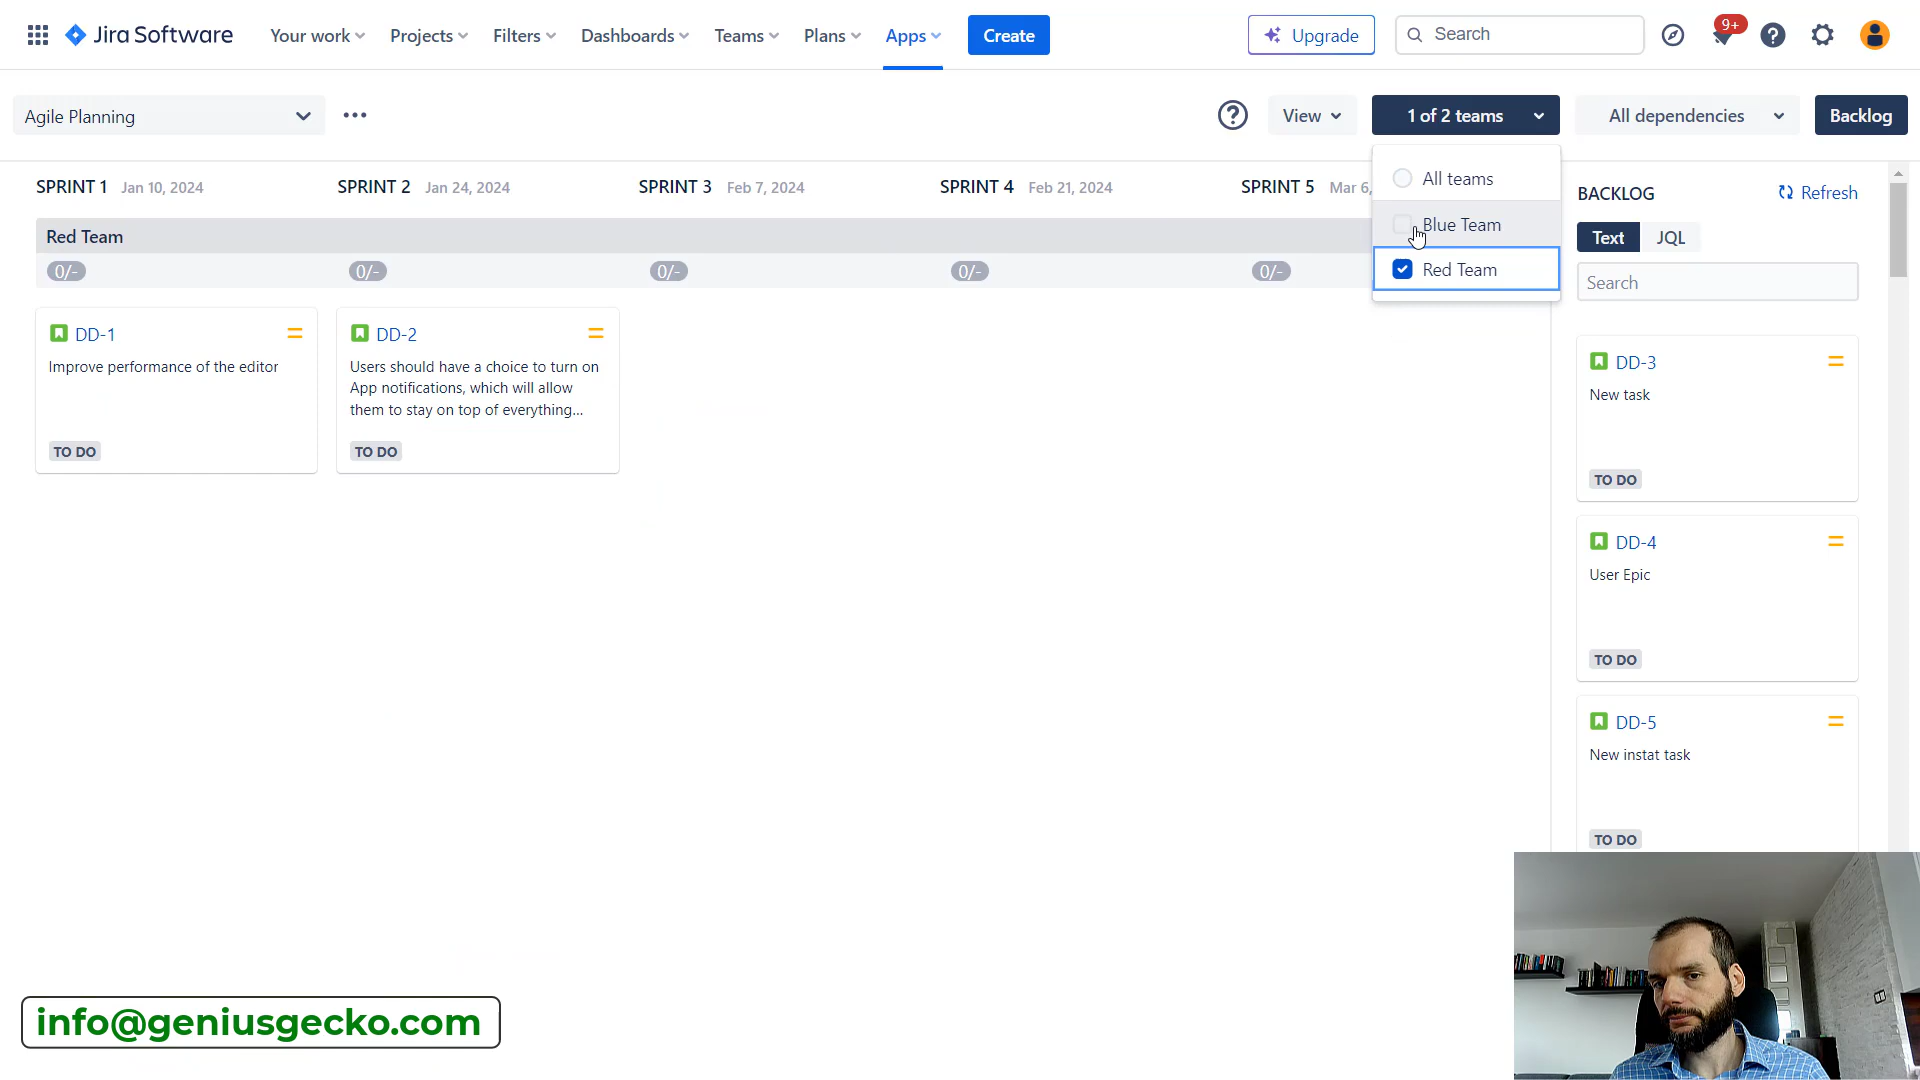 Jira Software
Your work
Projects
Filters
Dashboards
Teams
Plans
Apps
Create
Upgrade
Search
9+
Agile Planning
View
1 of 2 teams
All dependencies
Backlog
SPRINT 1 Jan 10, 2024
SPRINT 2 Jan 24, 2024
SPRINT 3 Feb 7, 2024
SPRINT 4 Feb 21, 2024
SPRINT 5 Mar 6,
All teams
Blue Team
Red Team
Red Team
0/-
0/-
0/-
0/-
0/-
DD-1
Improve performance of the editor
TO DO
DD-2
Users should have a choice to turn on
App notifications, which will allow
them to stay on top of everything...
TO DO
BACKLOG
Refresh
Text
JQL
Search
DD-3
New task
TO DO
DD-4
User Epic
TO DO
DD-5
New instat task
TO DO
info@geniusgecko.com